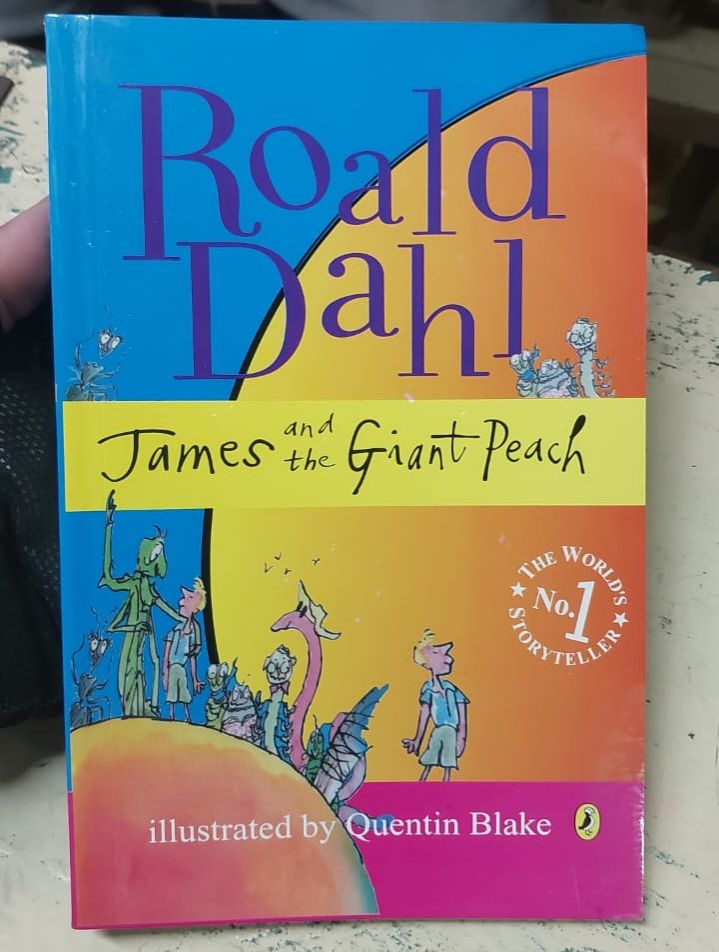 Roald
Dahl
James and the Giant Peach
THE WORLD'S
No.1
STORYTELLER
illustrated by Quentin Blake